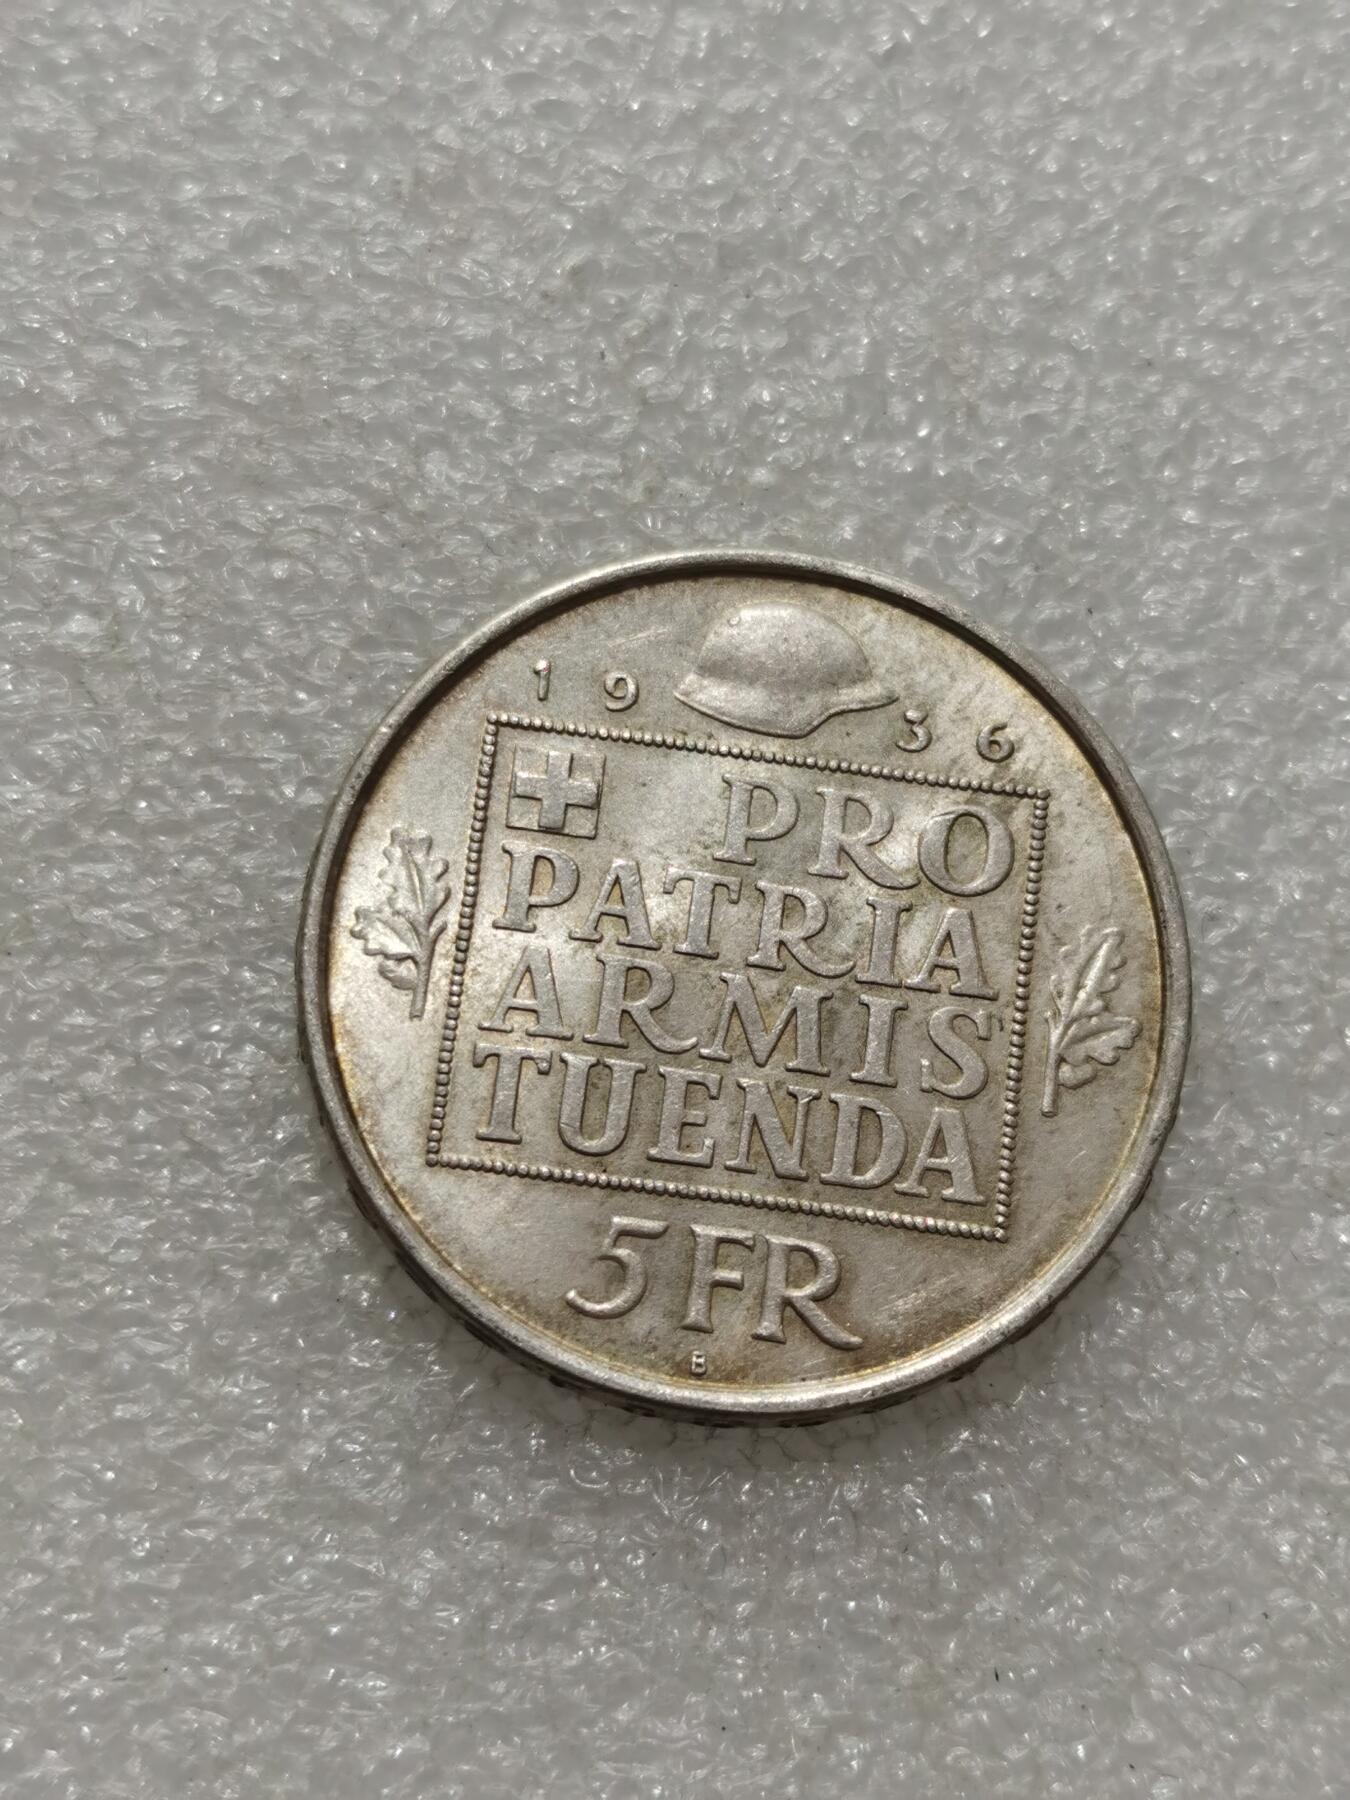 1936
PRO
PATRIA
ARMIS
TUENDA
5 FR
B